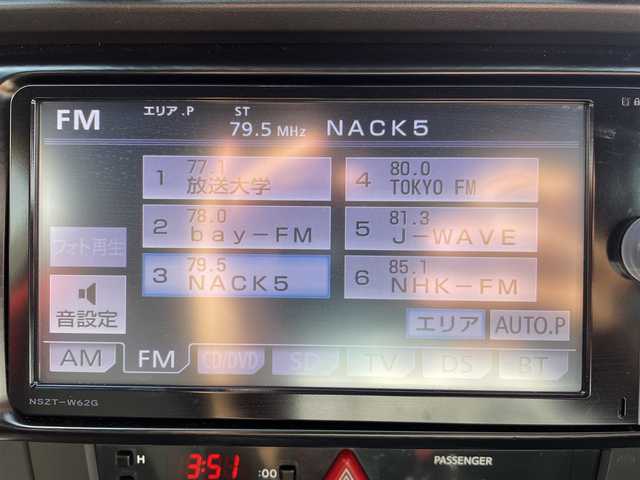 FM エリア.P ST 79.5 MHz NACK5
1 77.1 放送大学
4 80.0 TOKYO FM
2 78.0 bay-FM
5 81.3 J-WAVE
3 79.5 NACK5
6 85.1 NHK-FM
フォト再生
音設定
エリア AUTO.P
AM FM CD/DVD SD TV DS BT
NSZT-W62G
H 3:51 :00 PASSENGER